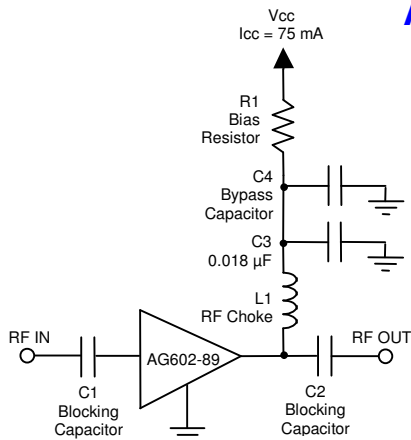 Vcc
Icc = 75 mA
R1
Bias
Resistor
C4
Bypass
Capacitor
C3
0.018 µF
L1
RF Choke
RF IN
AG602-89
RF OUT
C1
Blocking
Capacitor
C2
Blocking
Capacitor